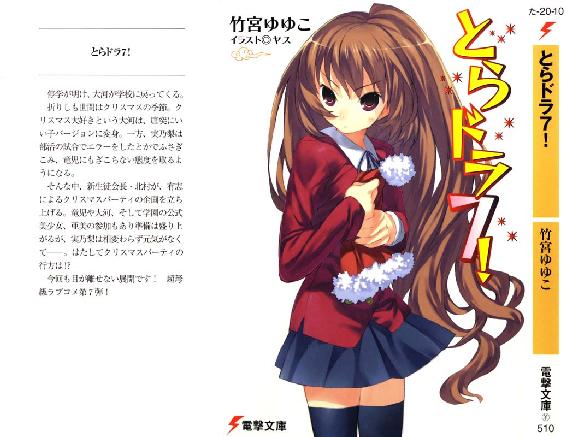 とらドラ7！
停学が明け、大河が学校に戻ってくる。
折りしも世間はクリスマスの季節。ク
リスマス大好きという大河は、唐突にい
い子バージョンに変身。一方、実乃梨は
部活の試合でエラーをしたとかでふさぎ
こみ、竜児にもぎこちない態度を取るよ
うになる。
そんな中、新生徒会長・北村が、有志
によるクリスマスパーティの企画を立ち
上げる。竜児や大河、そして学園の公式
美少女、亜美の参加もあり準備は盛り上
がるが、実乃梨は相変わらず元気がなく
て――。はたしてクリスマスパーティの
行方は!?
今回も目が離せない展開です！ 超弩
級ラブコメ第7弾！
竹宮ゆゆこ
イラスト◎ヤス
とらドラ7！
電撃文庫
た-20-10
とらドラ7！
竹宮ゆゆこ
電撃文庫
510